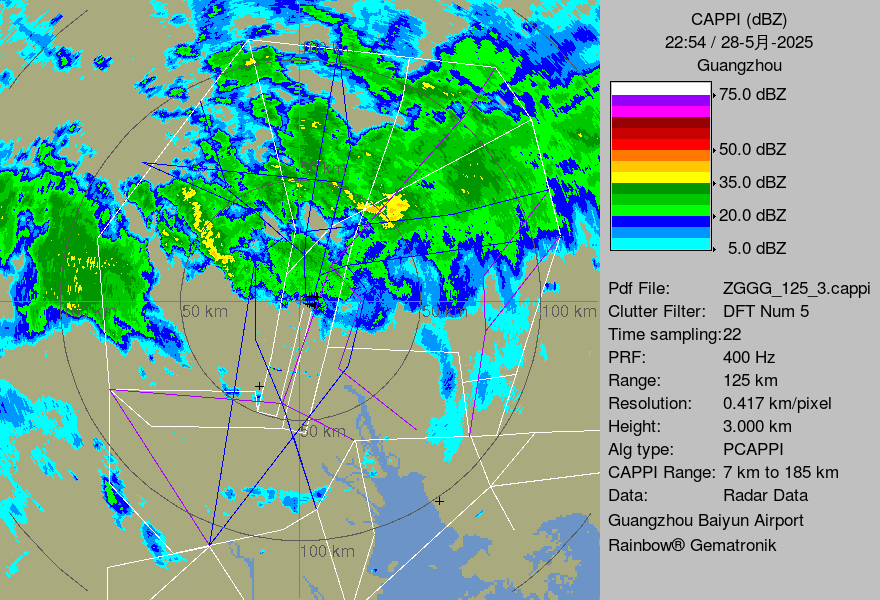 CAPPI (dBZ)
22:54 / 28-5月-2025
Guangzhou
75.0 dBZ
50.0 dBZ
35.0 dBZ
20.0 dBZ
5.0 dBZ
Pdf File: ZGGG_125_3.cappi
Clutter Filter: DFT Num 5
Time sampling:22
PRF: 400 Hz
Range: 125 km
Resolution: 0.417 km/pixel
Height: 3.000 km
Alg type: PCAPPI
CAPPI Range: 7 km to 185 km
Data: Radar Data
Guangzhou Baiyun Airport
Rainbow® Gematronik
50 km
50 km
100 km
50 km
100 km